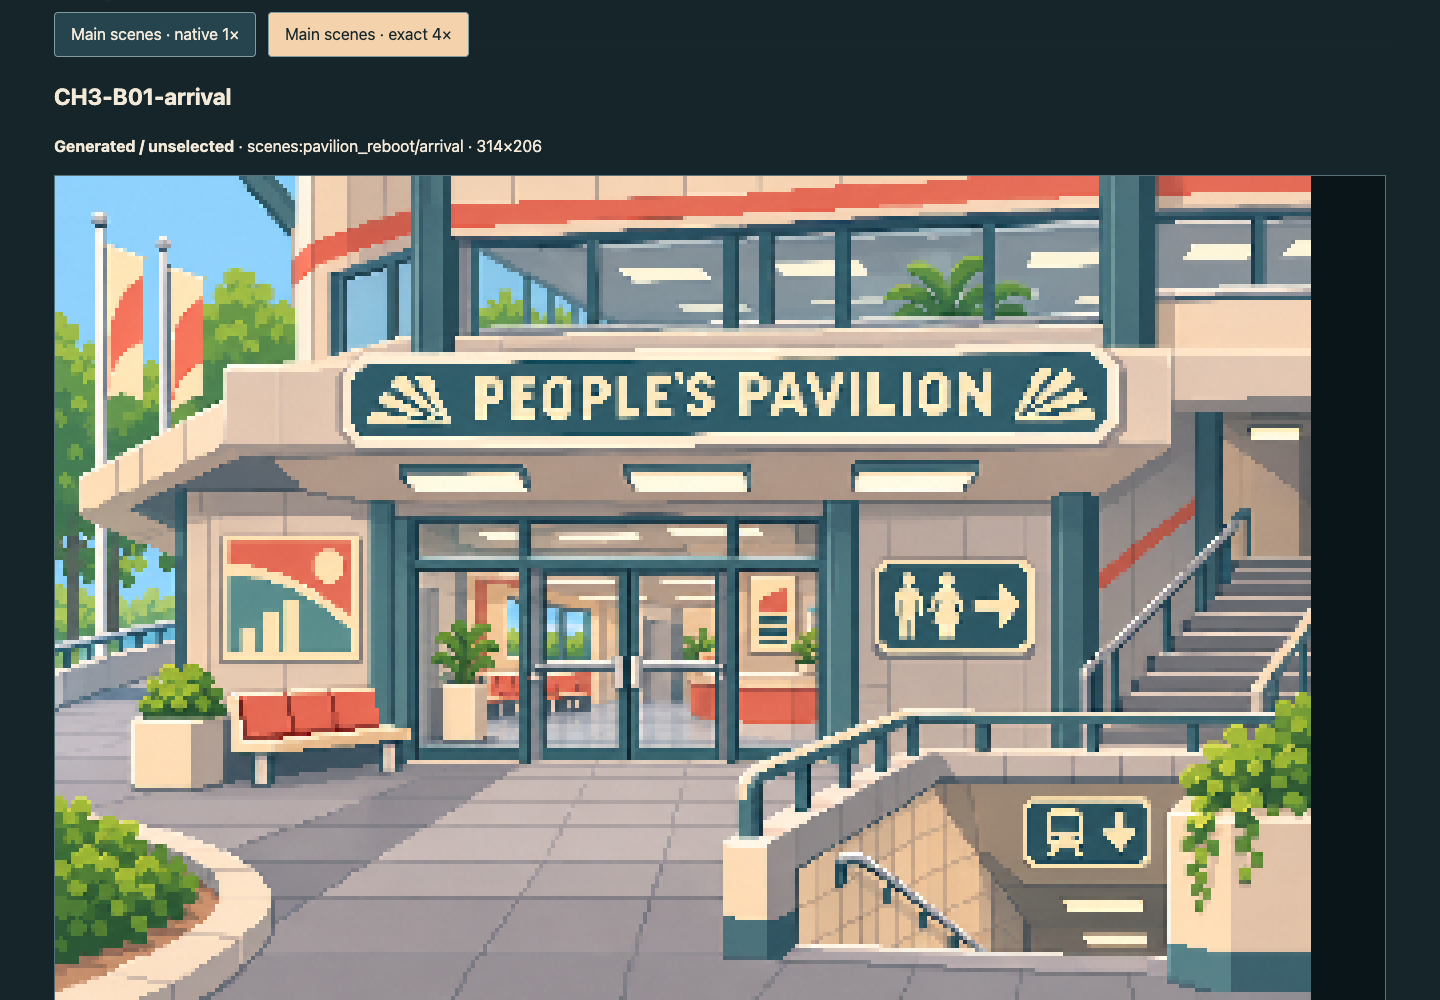 Main scenes · native 1×
Main scenes · exact 4×
CH3-B01-arrival
Generated / unselected · scenes:pavilion_reboot/arrival · 314×206
PEOPLE'S PAVILION